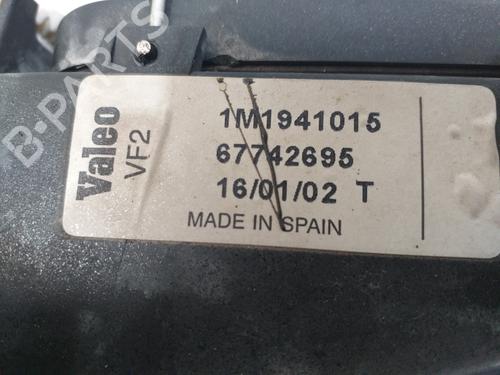 B-PARTS
Valeo
VF2
1M1941015
67742695
16/01/02 T
MADE IN SPAIN